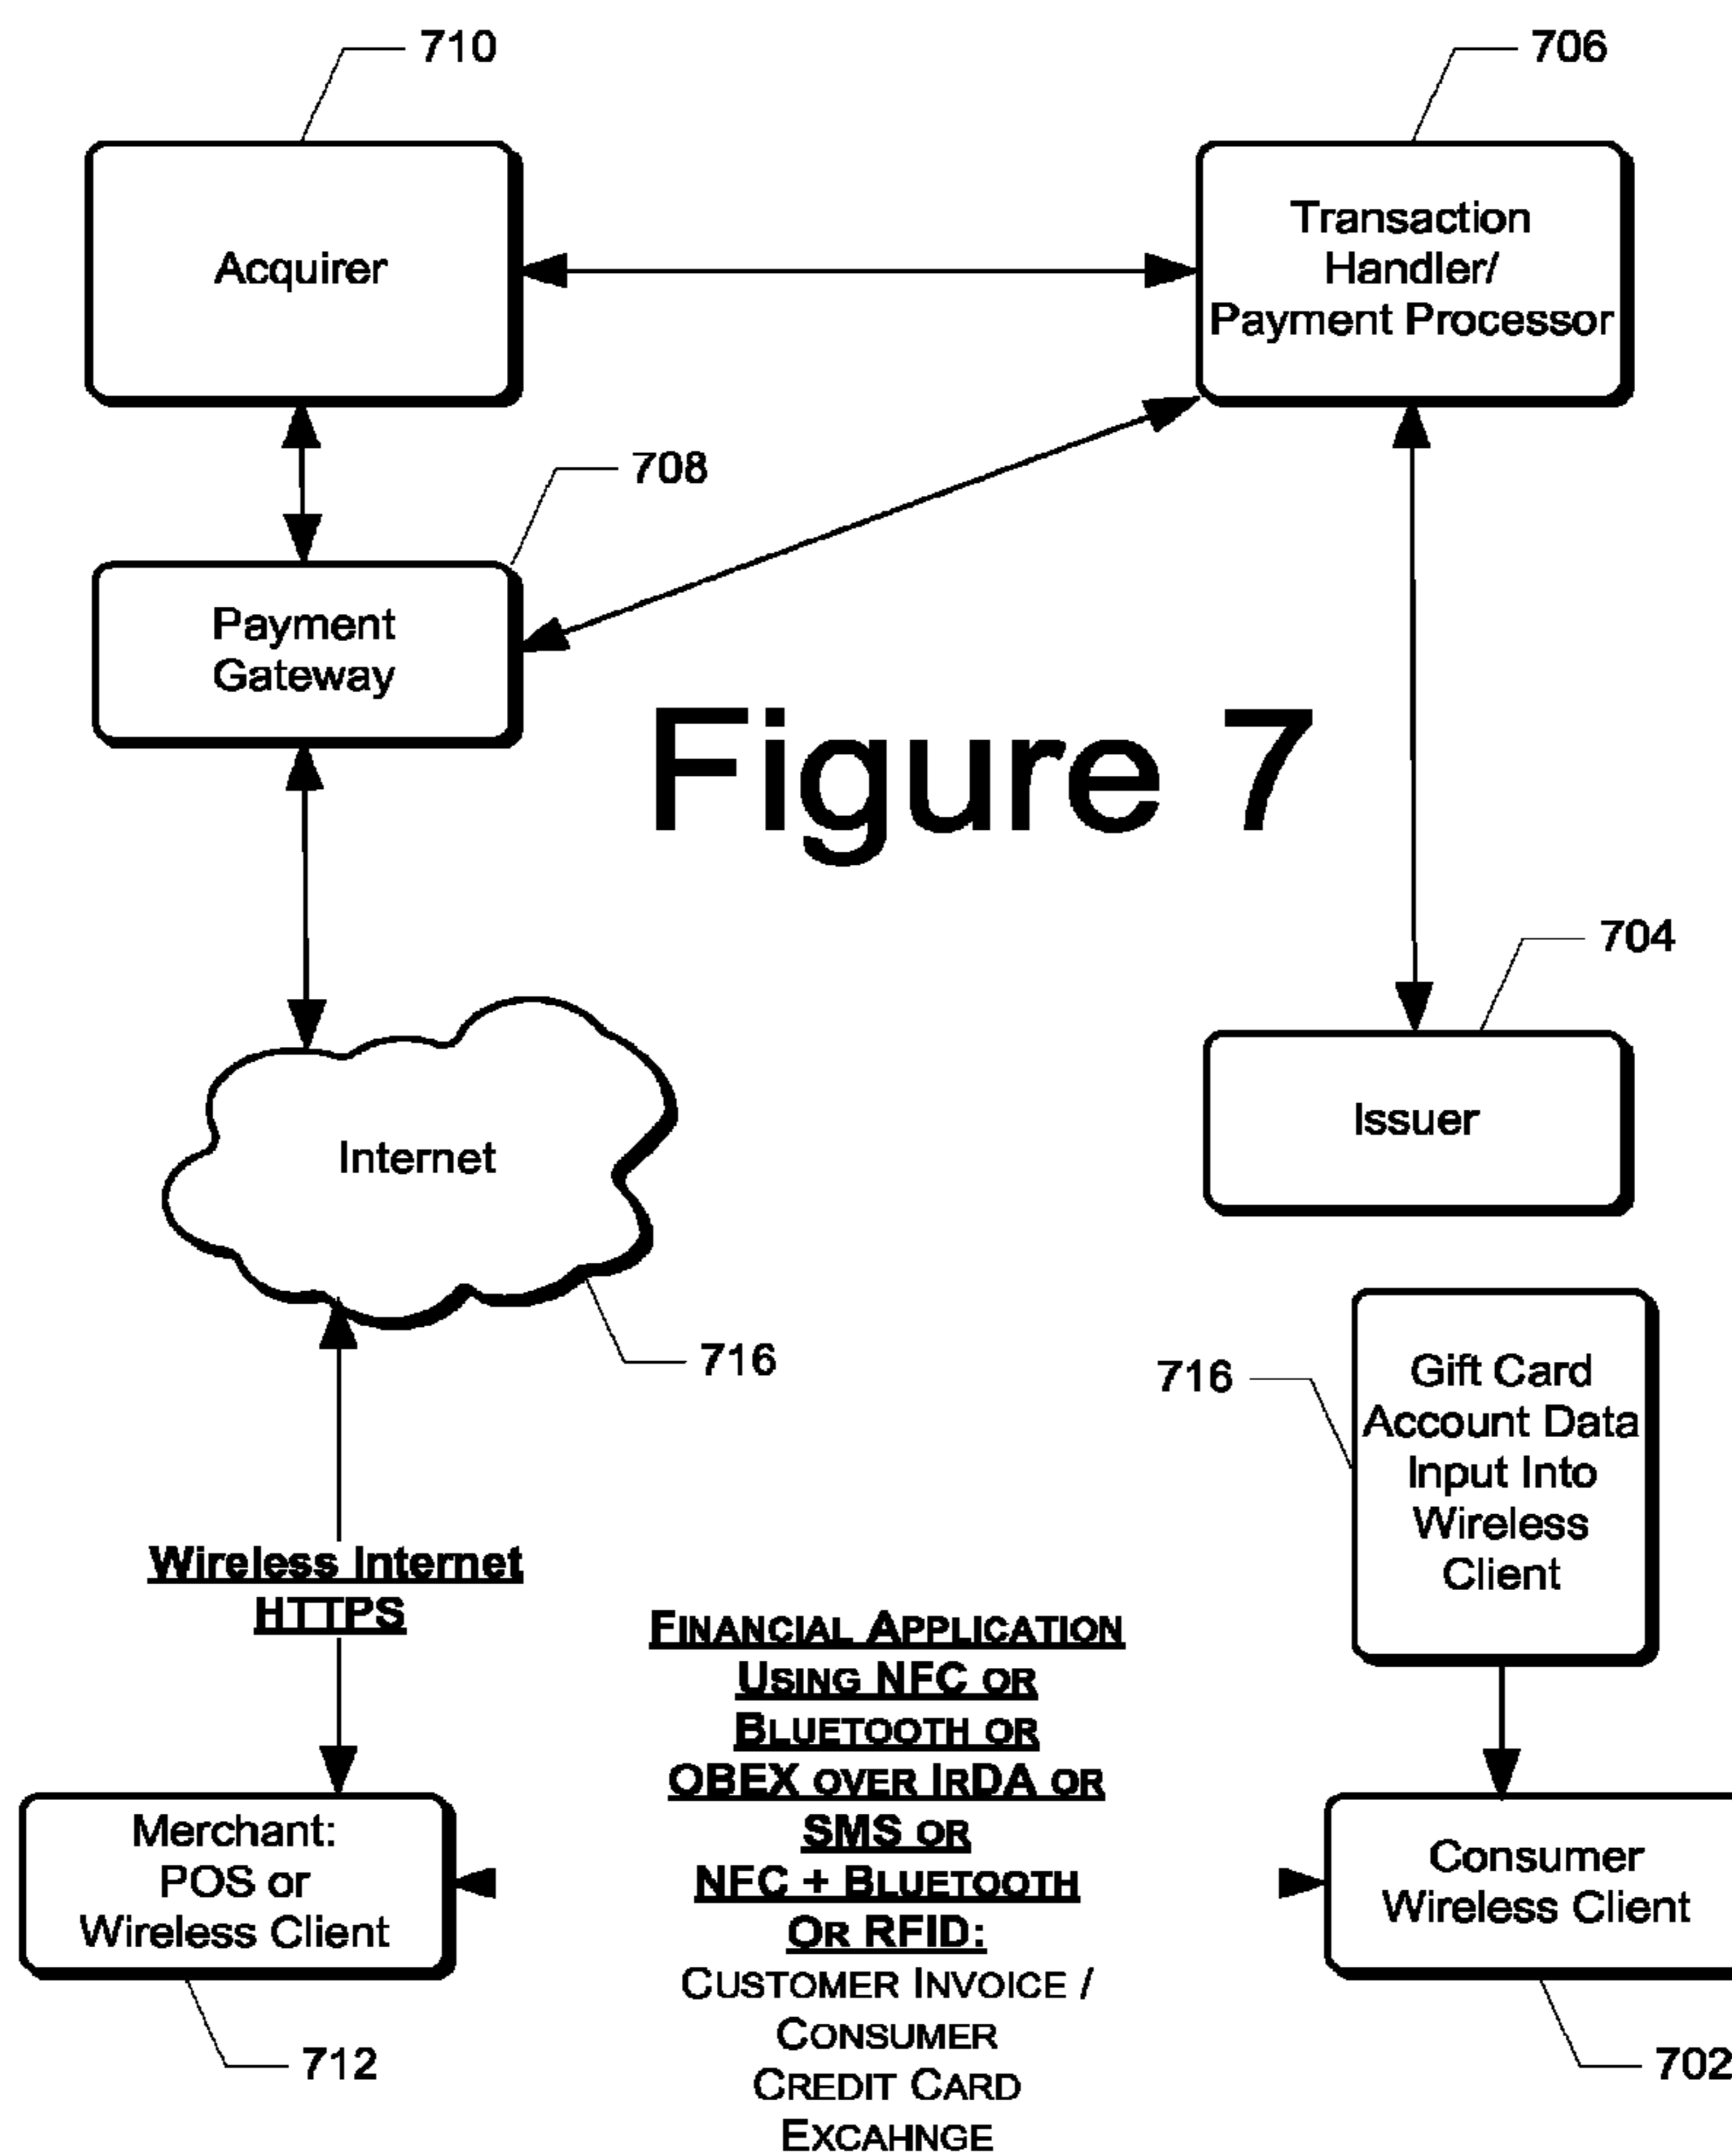 710
706
Acquirer
Transaction
Handler/
Payment Processor
708
Payment
Gateway
Figure 7
704
Internet
Issuer
716
716
Gift Card
Account Data
Input Into
Wireless
Client
Wireless Internet
HTTPS
FINANCIAL APPLICATION
USING NFC OR
BLUETOOTH OR
OBEX OVER IRDA OR
SMS OR
NFC + BLUETOOTH
OR RFID:
CUSTOMER INVOICE /
CONSUMER
CREDIT CARD
EXCAHNGE
Merchant:
POS or
Wireless Client
Consumer
Wireless Client
712
702